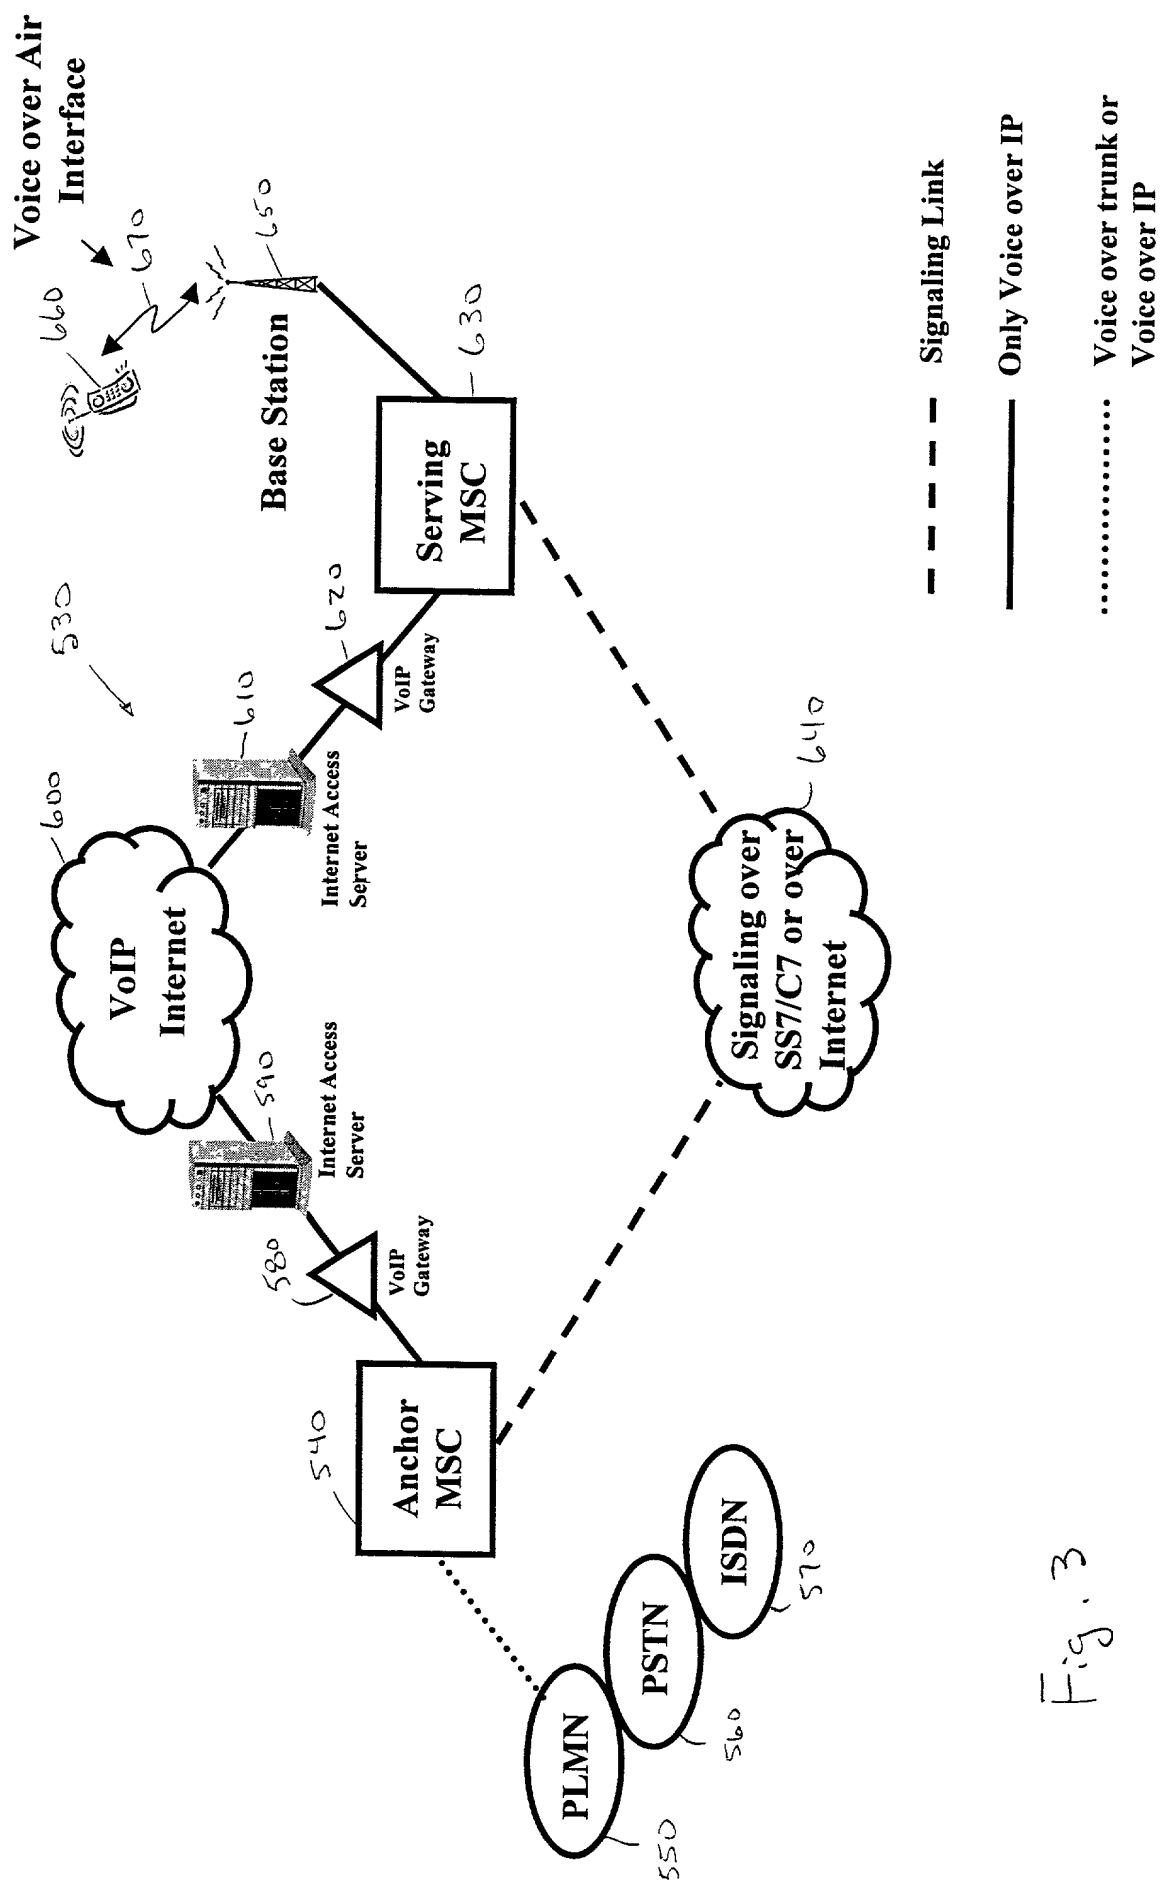 Voice over Air
Interface
660
670
650
Base Station
530
600
VoIP
Internet
610
Internet Access
Server
620
VoIP
Gateway
Serving
MSC
630
590
Internet Access
Server
580
VoIP
Gateway
540
Anchor
MSC
640
Signaling over
SS7/C7 or over
Internet
PLMN
550
PSTN
560
ISDN
570
Signaling Link
Only Voice over IP
Voice over trunk or
Voice over IP
Fig. 3